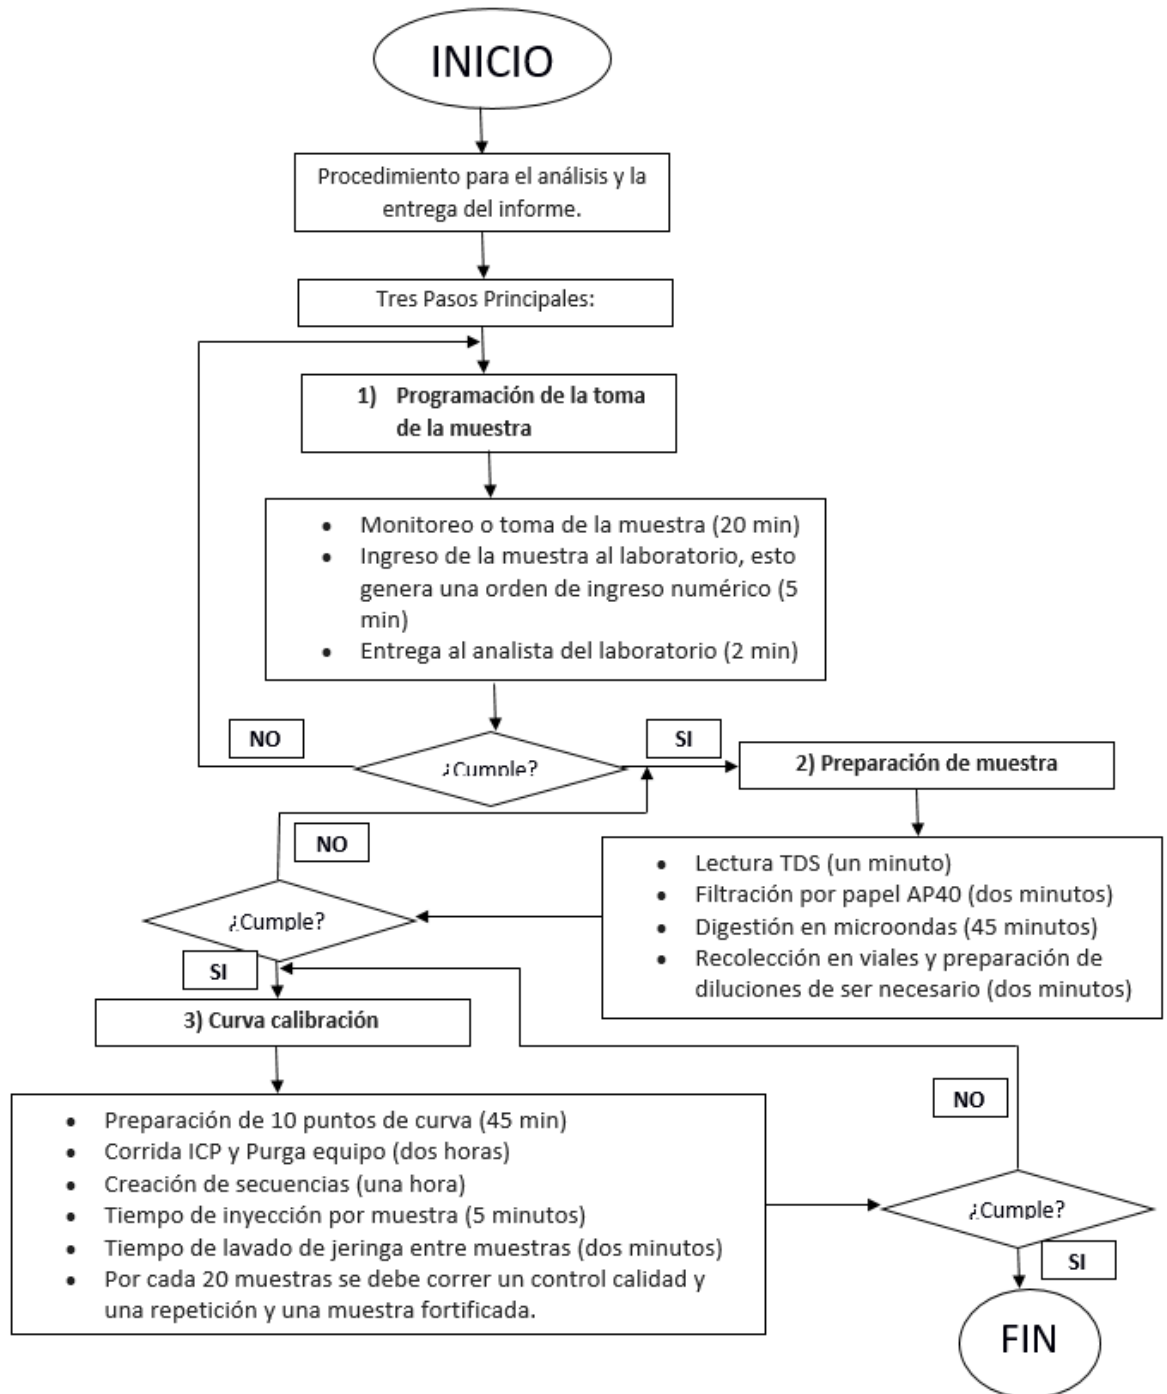 INICIO
Procedimiento para el análisis y la
entrega del informe.
Tres Pasos Principales:
1) Programación de la toma
de la muestra
• Monitoreo o toma de la muestra (20 min)
• Ingreso de la muestra al laboratorio, esto
genera una orden de ingreso numérico (5
min)
• Entrega al analista del laboratorio (2 min)
NO
SI
¿Cumple?
2) Preparación de muestra
NO
• Lectura TDS (un minuto)
• Filtración por papel AP40 (dos minutos)
• Digestión en microondas (45 minutos)
• Recolección en viales y preparación de
diluciones de ser necesario (dos minutos)
¿Cumple?
SI
3) Curva calibración
• Preparación de 10 puntos de curva (45 min)
• Corrida ICP y Purga equipo (dos horas)
• Creación de secuencias (una hora)
• Tiempo de inyección por muestra (5 minutos)
• Tiempo de lavado de jeringa entre muestras (dos minutos)
• Por cada 20 muestras se debe correr un control calidad y
una repetición y una muestra fortificada.
NO
¿Cumple?
SI
FIN